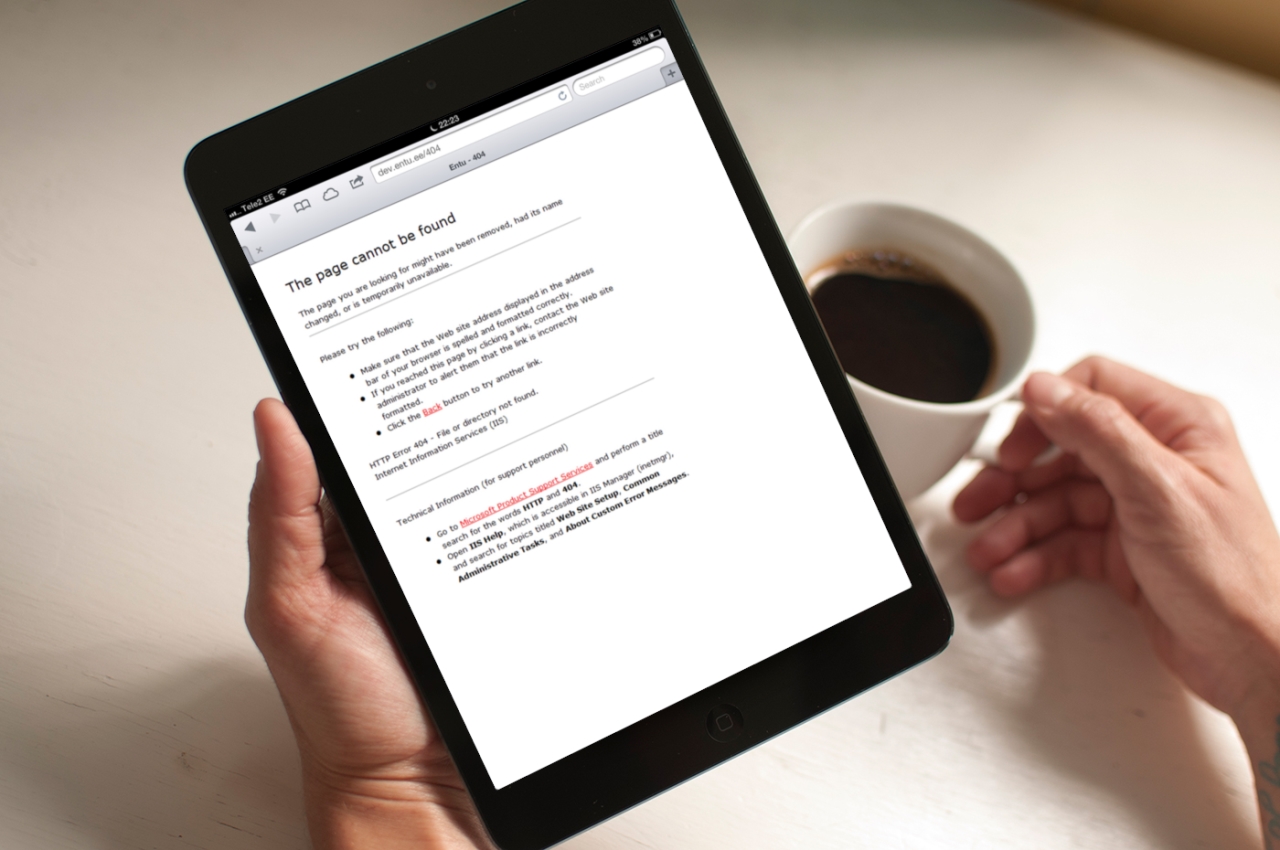 Tele2 EE
22:23
38%
dev.entu.ee/404
Search
Entu - 404
The page cannot be found
The page you are looking for might have been removed, had its name
changed, or is temporarily unavailable.
Please try the following:
Make sure that the Web site address displayed in the address
bar of your browser is spelled and formatted correctly.
If you reached this page by clicking a link, contact the Web site
administrator to alert them that the link is incorrectly
formatted.
Click the Back button to try another link.
HTTP Error 404 - File or directory not found.
Internet Information Services (IIS)
Technical Information (for support personnel)
Go to Microsoft Product Support Services and perform a title
search for the words HTTP and 404.
Open IIS Help, which is accessible in IIS Manager (inetmgr),
and search for topics titled Web Site Setup, Common
Administrative Tasks, and About Custom Error Messages.